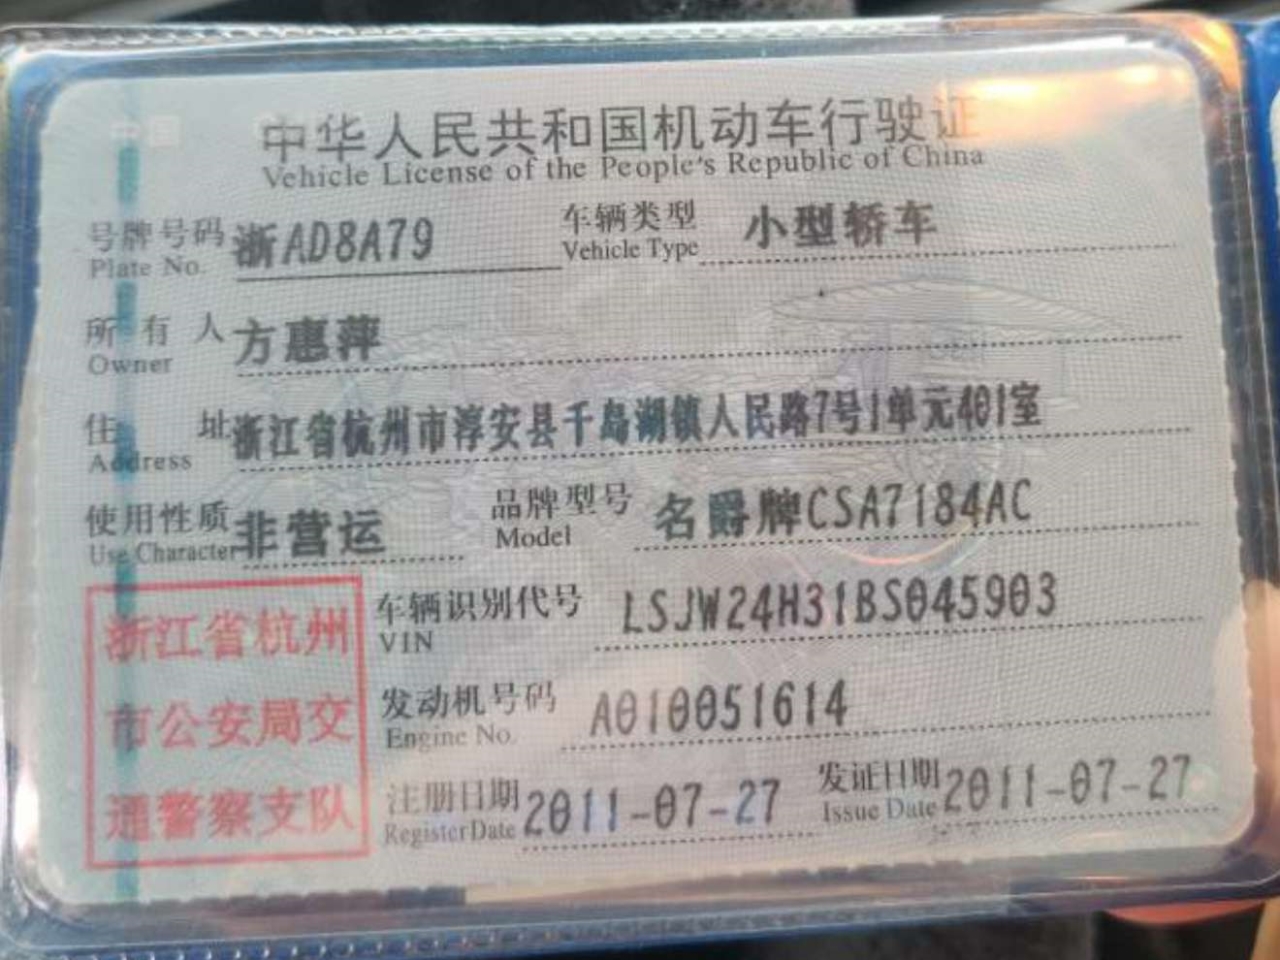 中华人民共和国机动车行驶证
Vehicle License of the People's Republic of China
号牌号码 浙AD8A79 车辆类型 小型轿车
Plate No. Vehicle Type
所有人 方惠萍
Owner
住址 浙江省杭州市淳安县千岛湖镇人民路7号1单元401室
Address
使用性质 非营运 品牌型号 名爵牌CSA7184AC
Use Character Model
车辆识别代号 LSJW24H31BS045903
VIN
发动机号码 A010051614
Engine No.
注册日期 2011-07-27 发证日期 2011-07-27
Register Date Issue Date
浙江省杭州
市公安局交
通警察支队